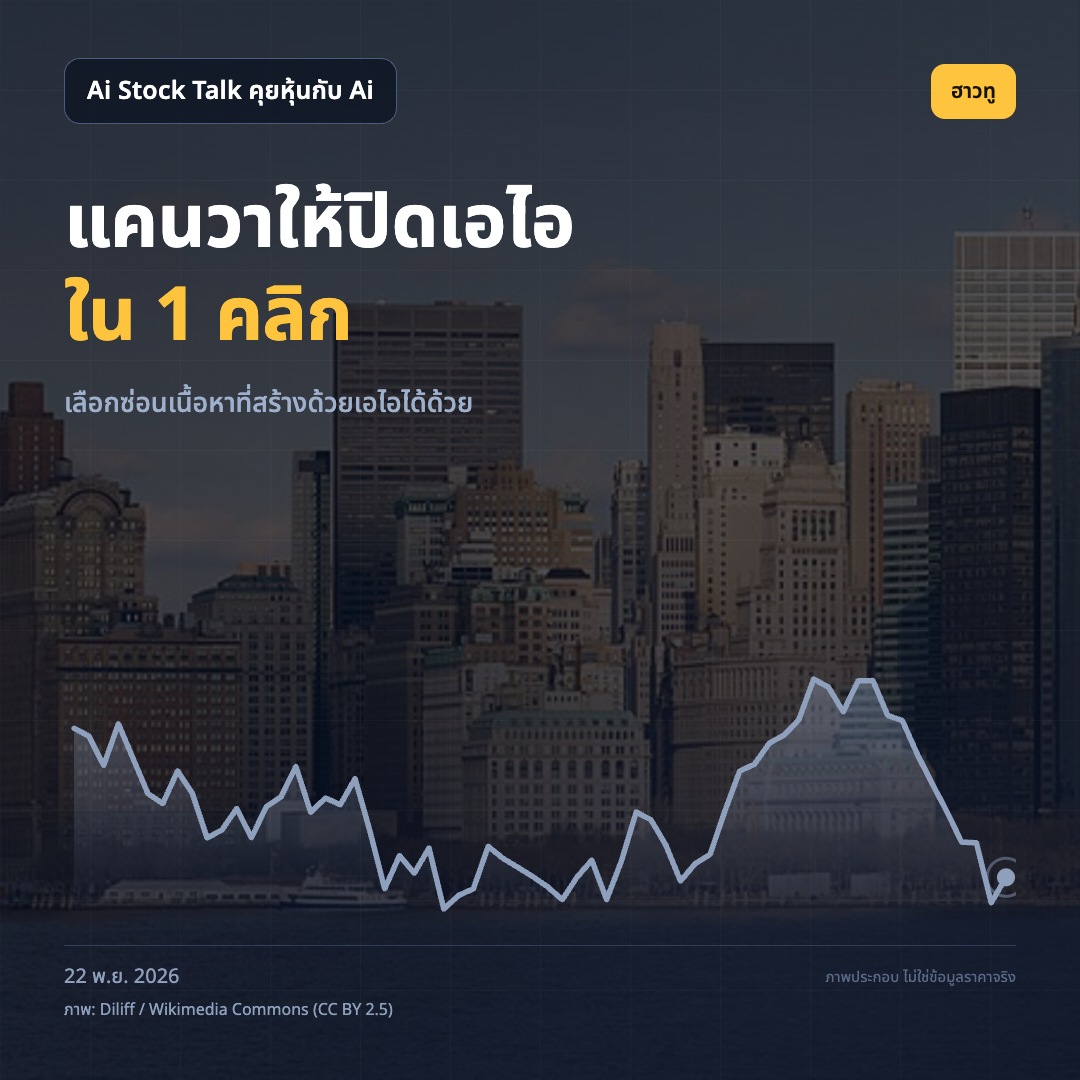 Ai Stock Talk คุยหุ้นกับ Ai
ฮาวทู
แคนวาให้ปิดเอไอ
ใน 1 คลิก
เลือกซ่อนเนื้อหาที่สร้างด้วยเอไอได้ด้วย
22 พ.ย. 2026
ภาพประกอบ ไม่ใช่ข้อมูลราคาจริง
ภาพ: Diliff / Wikimedia Commons (CC BY 2.5)